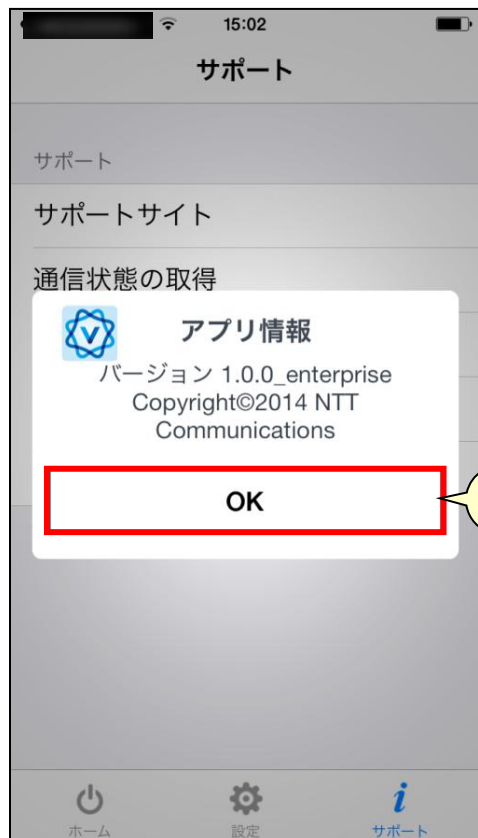 15:02
サポート
サポート
サポートサイト
通信状態の取得
アプリ情報
バージョン 1.0.0_enterprise
Copyright©2014 NTT
Communications
OK
ホーム
設定
サポート